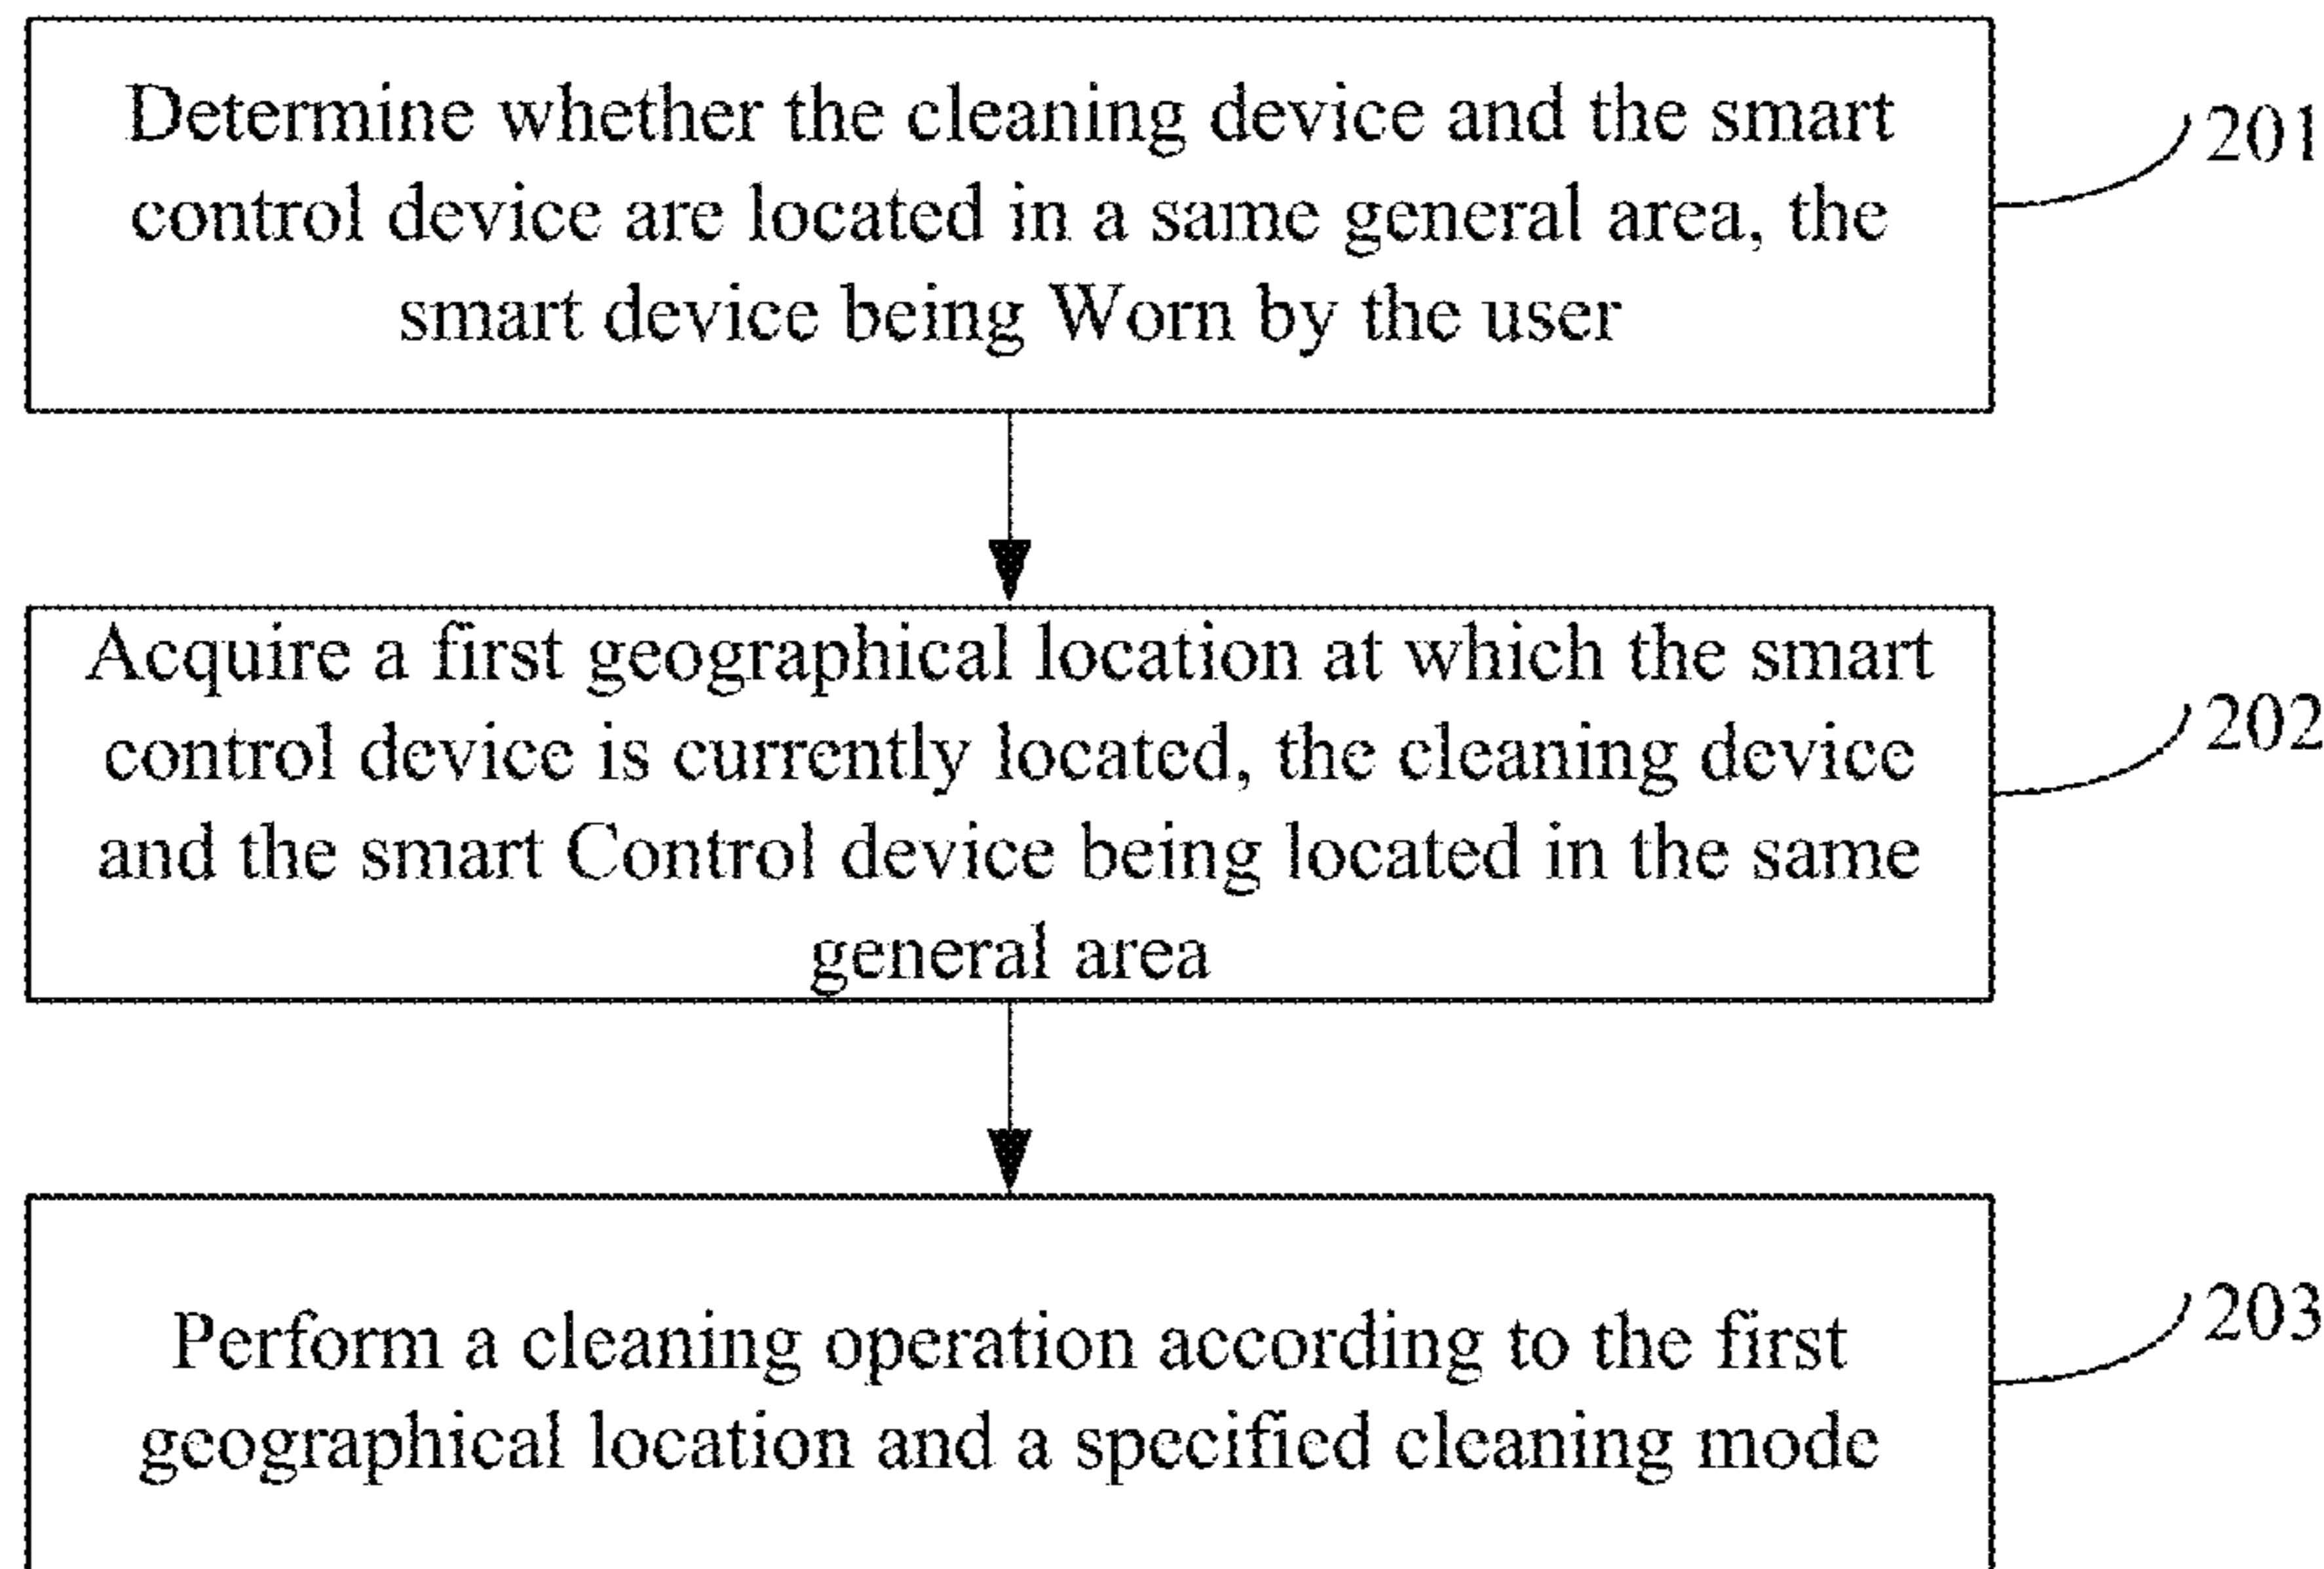 Determine whether the cleaning device and the smart
control device are located in a same general area, the
smart device being Worn by the user
201
Acquire a first geographical location at which the smart
control device is currently located, the cleaning device
and the smart Control device being located in the same
general area
202
Perform a cleaning operation according to the first
geographical location and a specified cleaning mode
203